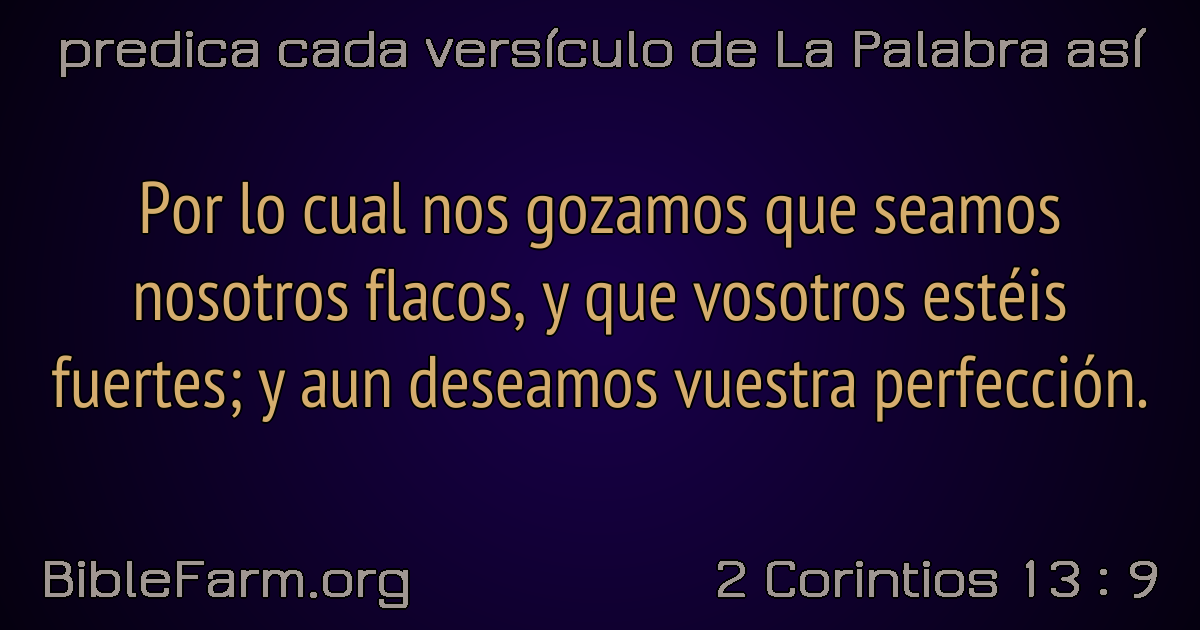 predica cada versículo de La Palabra así
Por lo cual nos gozamos que seamos
nosotros flacos, y que vosotros estéis
fuertes; y aun deseamos vuestra perfección.
BibleFarm.org
2 Corintios 13 : 9